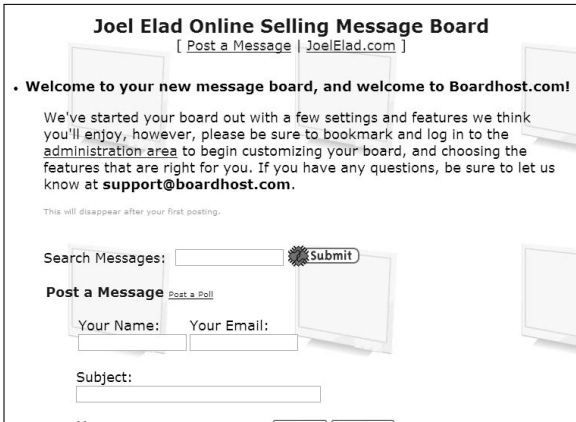 Joel Elad Online Selling Message Board
[ Post a Message | JoelElad.com ]
• Welcome to your new message board, and welcome to Boardhost.com!
We've started your board out with a few settings and features we think
you'll enjoy, however, please be sure to bookmark and log in to the
administration area to begin customizing your board, and choosing the
features that are right for you. If you have any questions, be sure to let us
know at support@boardhost.com.
This will disappear after your first posting.
Search Messages: Submit
Post a Message Post a Poll
Your Name: Your Email:
Subject: